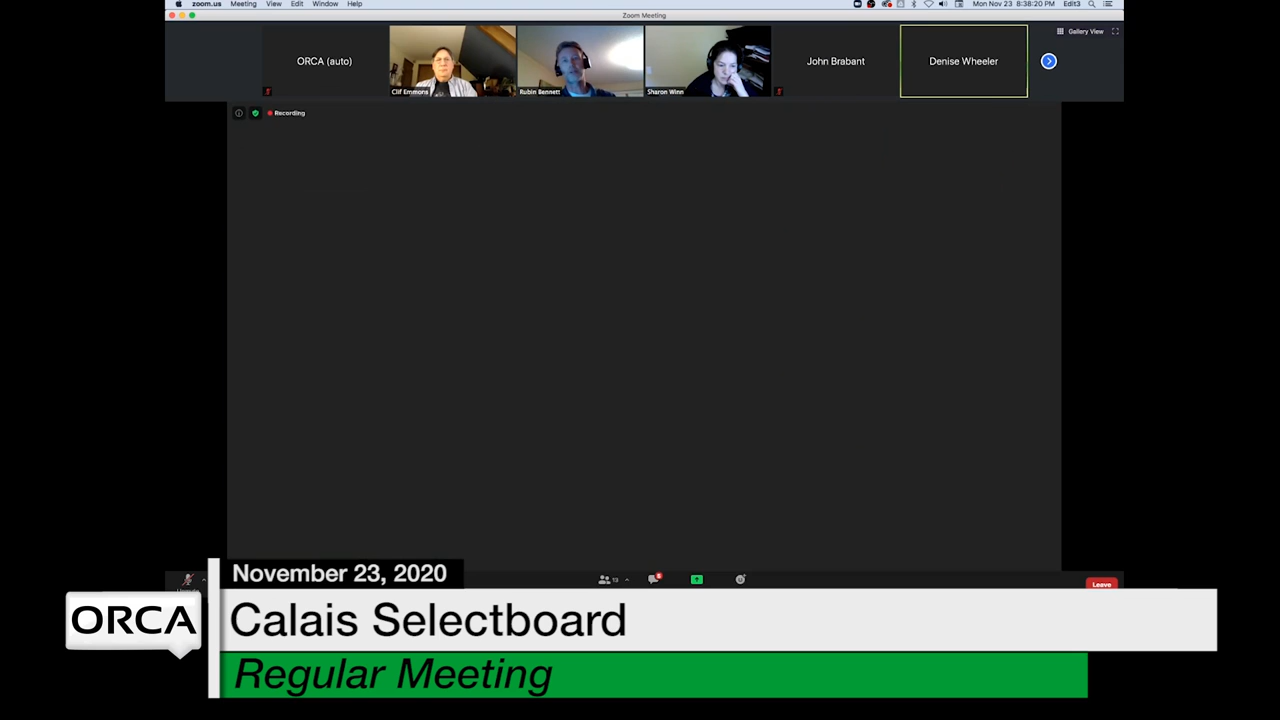 zoom.us Meeting View Edit Window Help Mon Nov 23 8:38:20 PM Edit3
Zoom Meeting
Gallery View
ORCA (auto)
Clif Emmons
Rubin Bennett
Sharon Winn
John Brabant
Denise Wheeler
Recording
13
Leave
November 23, 2020
ORCA
Calais Selectboard
Regular Meeting